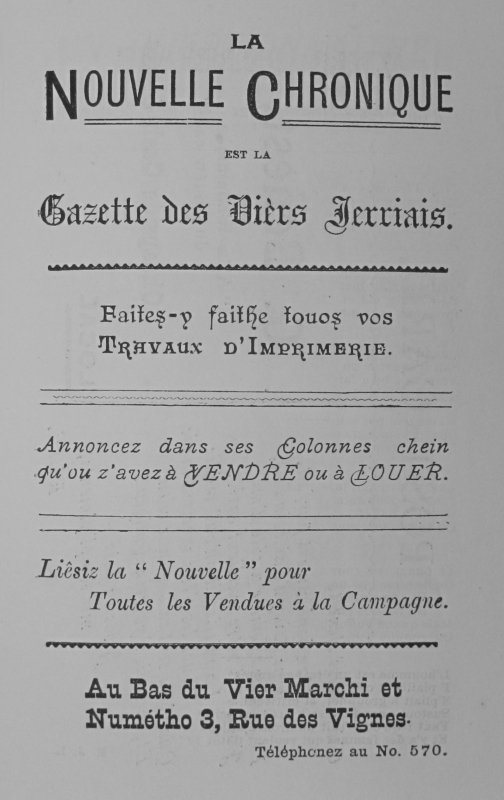 LA
NOUVELLE CHRONIQUE
EST LA
Gazette des Vièrs Jerriais.
Faites-y faithe touos vos
TRAVAUX D'IMPRIMERIE.
Annoncez dans ses Colonnes chein
qu'ou z'avez à VENDRE ou à LOUER.
Liêsiz la “ Nouvelle ” pour
Toutes les Vendues à la Campagne.
Au Bas du Vier Marchi et
Numétho 3, Rue des Vignes.
Téléphonez au No. 570.